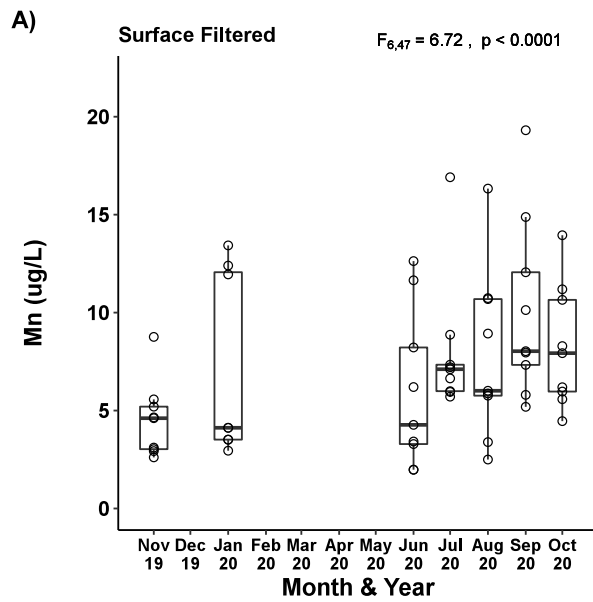 A)
Surface Filtered
F6,47 = 6.72 , p < 0.0001
Mn (ug/L)
20
15
10
5
0
Nov Dec Jan Feb Mar Apr May Jun Jul Aug Sep Oct
19 20 20 20 20 20 20 20 20 20 20 20
Month & Year